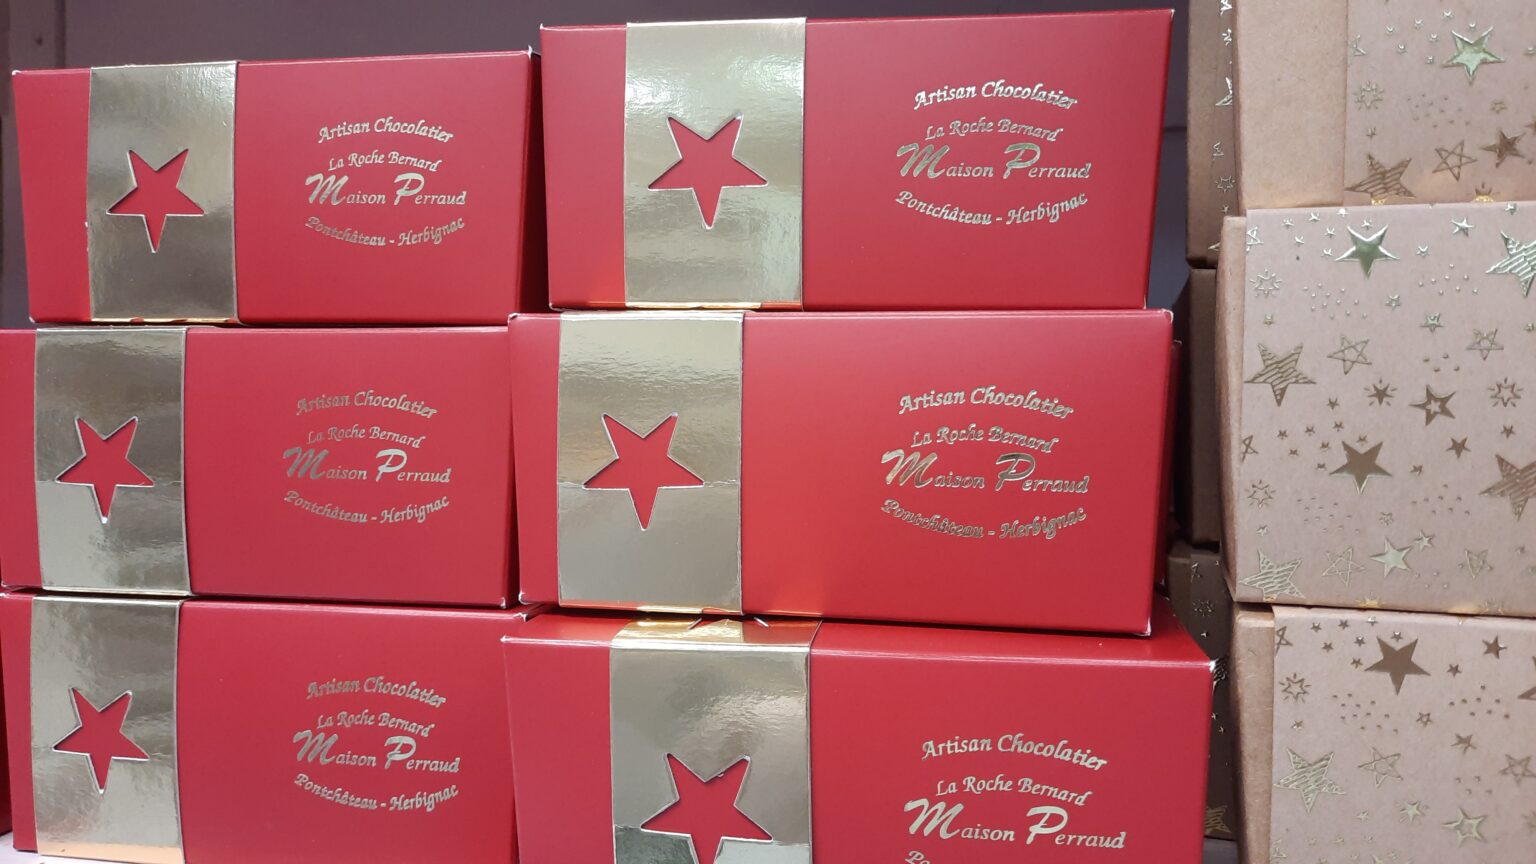 Artisan Chocolatier
La Roche Bernard
Maison Perraud
Pontchâteau - Herbignac
Artisan Chocolatier
La Roche Bernard
Maison Perraud
Pontchâteau - Herbignac
Artisan Chocolatier
La Roche Bernard
Maison Perraud
Pontchâteau - Herbignac
Artisan Chocolatier
La Roche Bernard
Maison Perraud
Pontchâteau - Herbignac
Artisan Chocolatier
La Roche Bernard
Maison Perraud
Pontchâteau - Herbignac
Artisan Chocolatier
La Roche Bernard
Maison Perraud